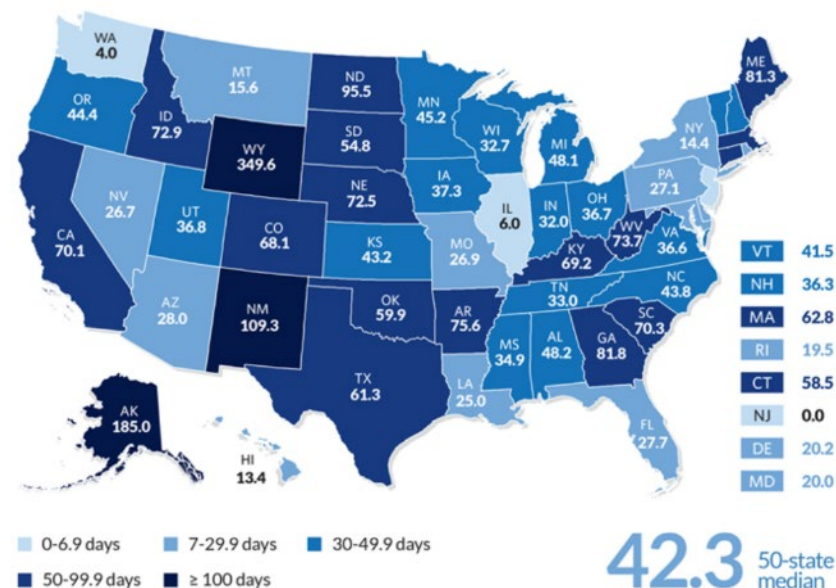 WA
4.0
MT
15.6
ND
95.5
MN
45.2
ME
81.3
OR
44.4
ID
72.9
WY
349.6
SD
54.8
WI
32.7
MI
48.1
NY
14.4
NV
26.7
UT
36.8
CO
68.1
NE
72.5
IA
37.3
IL
6.0
IN
32.0
OH
36.7
PA
27.1
CA
70.1
KS
43.2
MO
26.9
KY
69.2
WV
73.7
VA
36.6
AZ
28.0
NM
109.3
OK
59.9
AR
75.6
TN
33.0
NC
43.8
TX
61.3
LA
25.0
MS
34.9
AL
48.2
GA
81.8
SC
70.3
FL
27.7
AK
185.0
HI
13.4
VT 41.5
NH 36.3
MA 62.8
RI 19.5
CT 58.5
NJ 0.0
DE 20.2
MD 20.0
0-6.9 days 7-29.9 days 30-49.9 days
50-99.9 days ≥ 100 days
42.3 50-state
median